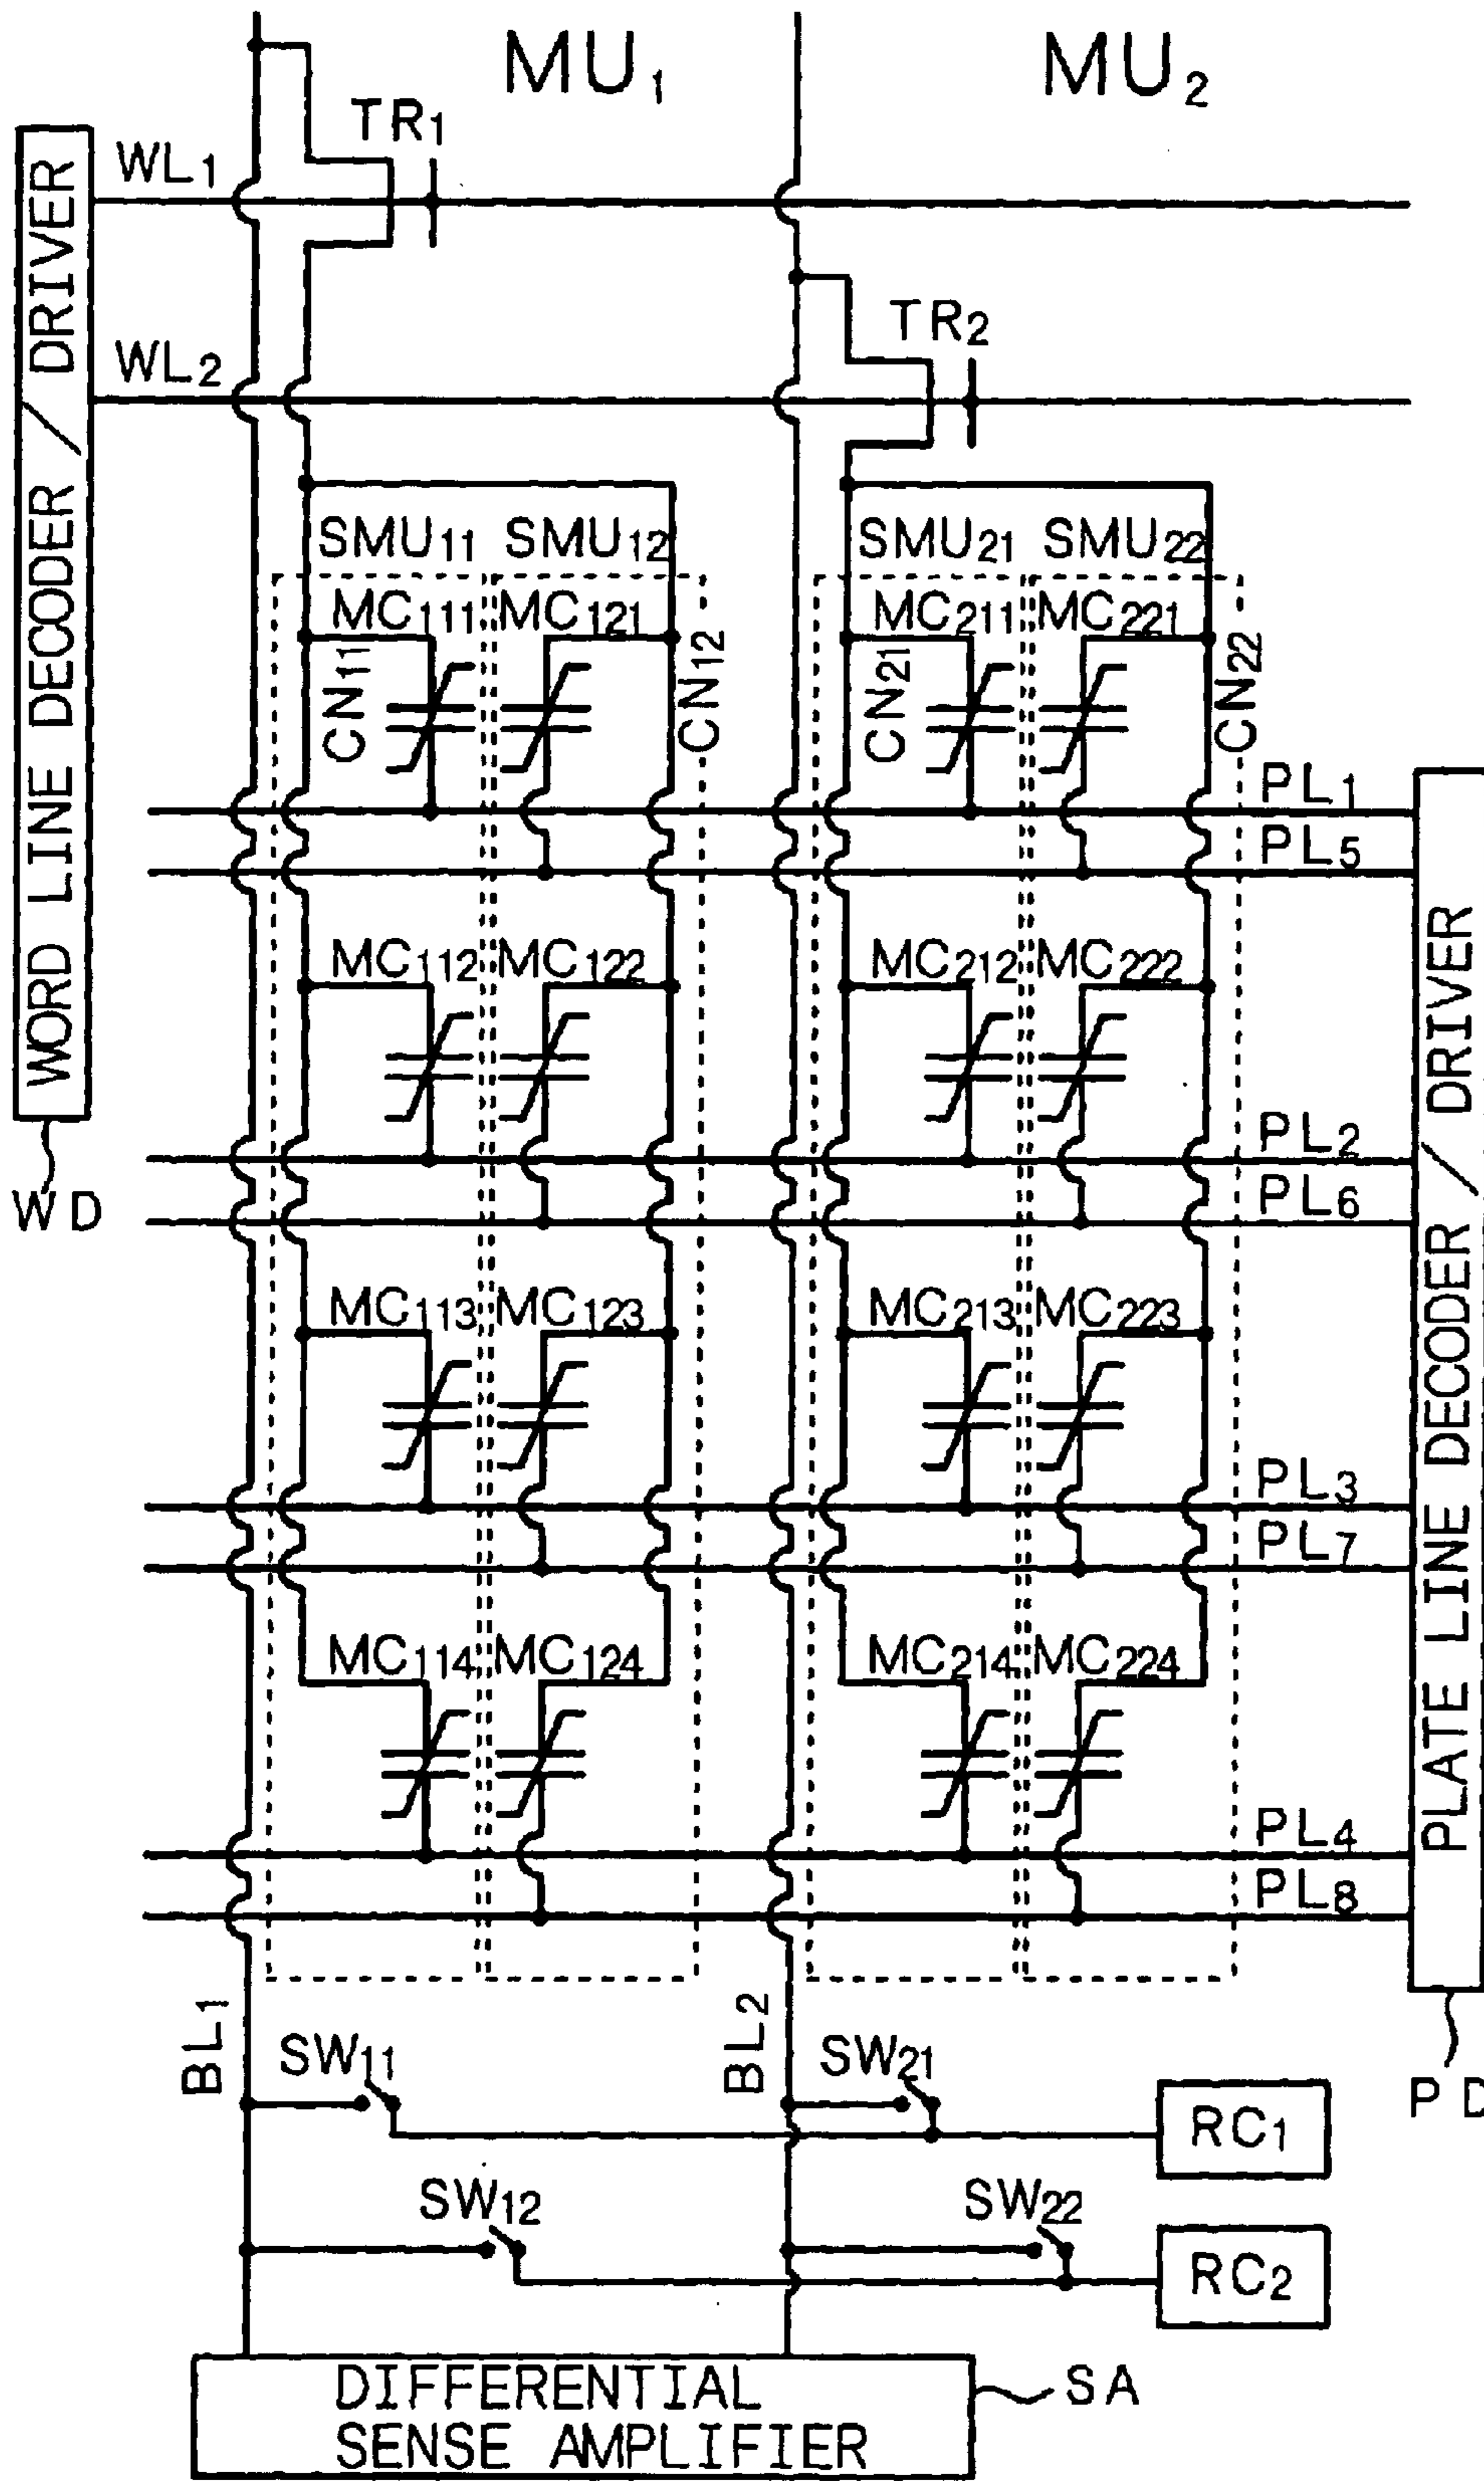 MU1 MU2
TR1
WL1
TR2
WL2
WORD LINE DECODER / DRIVER
WD
SMU11 SMU12 SMU21 SMU22
MC111 MC121 MC211 MC221
CN11 CN12 CN21 CN22
PL1
PL5
MC112 MC122 MC212 MC222
PL2
PL6
MC113 MC123 MC213 MC223
PL3
PL7
MC114 MC124 MC214 MC224
PL4
PL8
PLATE LINE DECODER / DRIVER
PD
BL1 BL2
SW11 SW21
RC1
SW12 SW22
RC2
DIFFERENTIAL
SENSE AMPLIFIER
SA